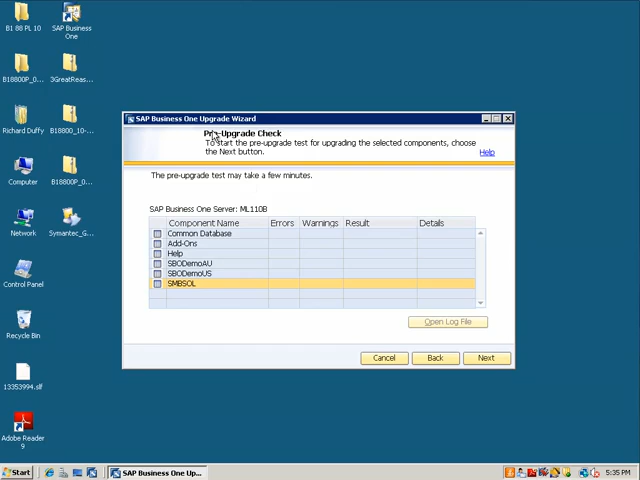 B1 88 PL 10
SAP Business
One
B18800P_0...
3GreatReas...
Richard Duffy
B18800_10-...
Computer
B18800P_0...
Network
Symantec_G...
Control Panel
Recycle Bin
13353994.slf
Adobe Reader
9
SAP Business One Upgrade Wizard
Pre-Upgrade Check
To start the pre-upgrade test for upgrading the selected components, choose
the Next button.
Help
The pre-upgrade test may take a few minutes.
SAP Business One Server: ML110B
Component Name Errors Warnings Result Details
Common Database
Add-Ons
Help
SBODemoAU
SBODemoUS
SMBSOL
Open Log File
Cancel Back Next
Start
SAP Business One Up...
5:35 PM